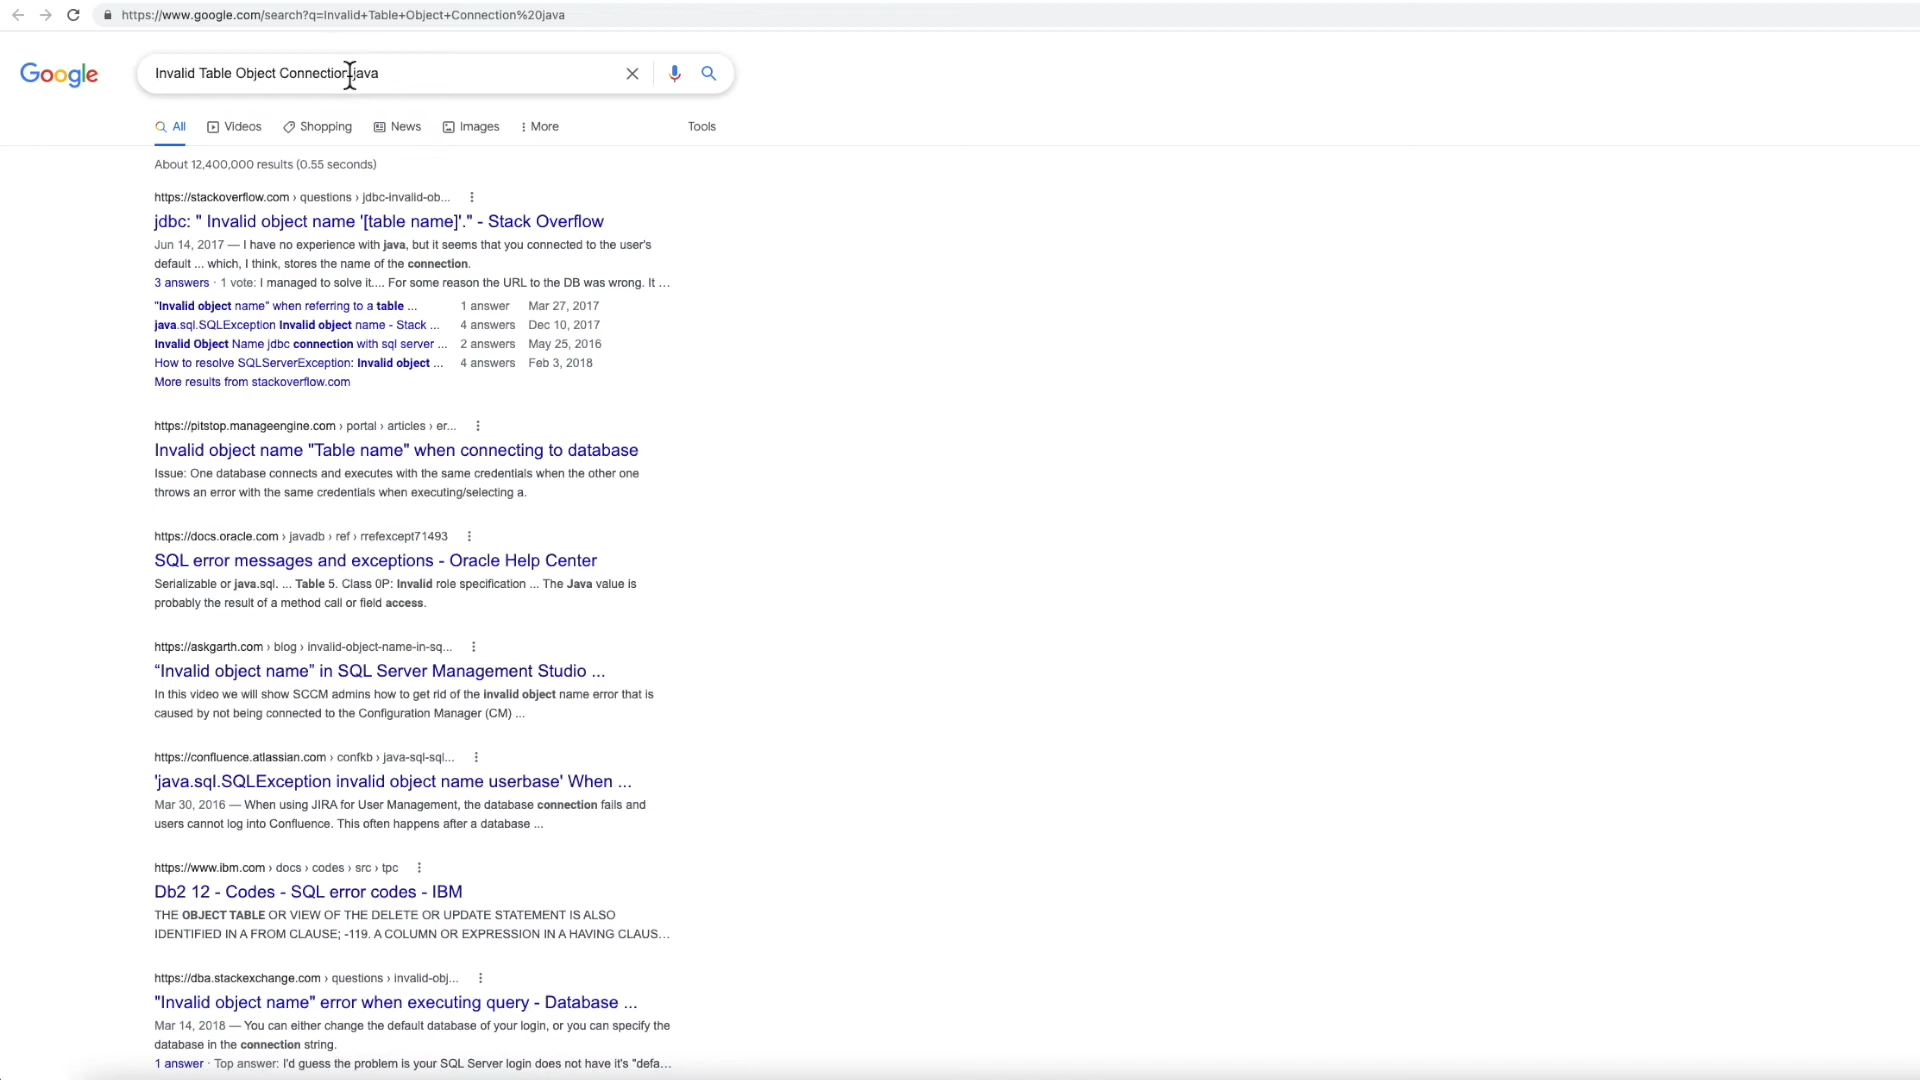 https://www.google.com/search?q=Invalid+Table+Object+Connection%20java
Google
Invalid Table Object Connection java
All
Videos
Shopping
News
Images
More
Tools
About 12,400,000 results (0.55 seconds)
https://stackoverflow.com › questions › jdbc-invalid-ob...
jdbc: " Invalid object name '[table name]'." - Stack Overflow
Jun 14, 2017 — I have no experience with java, but it seems that you connected to the user's
default ... which, I think, stores the name of the connection.
3 answers · 1 vote: I managed to solve it.... For some reason the URL to the DB was wrong. It ...
"Invalid object name" when referring to a table ... 1 answer Mar 27, 2017
java.sql.SQLException Invalid object name - Stack ... 4 answers Dec 10, 2017
Invalid Object Name jdbc connection with sql server ... 2 answers May 25, 2016
How to resolve SQLServerException: Invalid object ... 4 answers Feb 3, 2018
More results from stackoverflow.com
https://pitstop.manageengine.com › portal › articles › er...
Invalid object name "Table name" when connecting to database
Issue: One database connects and executes with the same credentials when the other one
throws an error with the same credentials when executing/selecting a.
https://docs.oracle.com › javadb › ref › rrefexcept71493
SQL error messages and exceptions - Oracle Help Center
Serializable or java.sql. ... Table 5. Class 0P: Invalid role specification ... The Java value is
probably the result of a method call or field access.
https://askgarth.com › blog › invalid-object-name-in-sq...
“Invalid object name” in SQL Server Management Studio ...
In this video we will show SCCM admins how to get rid of the invalid object name error that is
caused by not being connected to the Configuration Manager (CM) ...
https://confluence.atlassian.com › confkb › java-sql-sql...
'java.sql.SQLException invalid object name userbase' When ...
Mar 30, 2016 — When using JIRA for User Management, the database connection fails and
users cannot log into Confluence. This often happens after a database ...
https://www.ibm.com › docs › codes › src › tpc
Db2 12 - Codes - SQL error codes - IBM
THE OBJECT TABLE OR VIEW OF THE DELETE OR UPDATE STATEMENT IS ALSO
IDENTIFIED IN A FROM CLAUSE; -119. A COLUMN OR EXPRESSION IN A HAVING CLAUS...
https://dba.stackexchange.com › questions › invalid-obj...
"Invalid object name" error when executing query - Database ...
Mar 14, 2018 — You can either change the default database of your login, or you can specify the
database in the connection string.
1 answer · Top answer: I'd guess the problem is your SQL Server login does not have it's "defa...